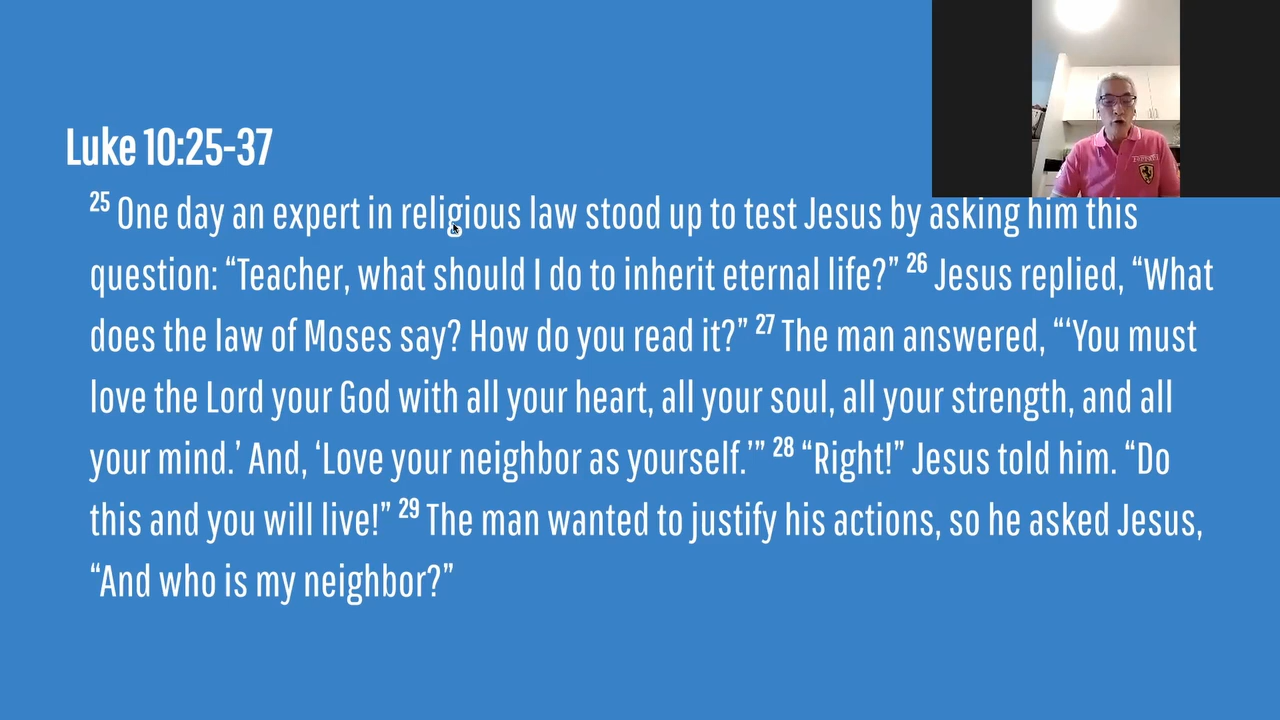 Luke 10:25-37
25 One day an expert in religious law stood up to test Jesus by asking him this
question: “Teacher, what should I do to inherit eternal life?” 26 Jesus replied, “What
does the law of Moses say? How do you read it?” 27 The man answered, “‘You must
love the Lord your God with all your heart, all your soul, all your strength, and all
your mind.’ And, ‘Love your neighbor as yourself.’” 28 “Right!” Jesus told him. “Do
this and you will live!” 29 The man wanted to justify his actions, so he asked Jesus,
“And who is my neighbor?”